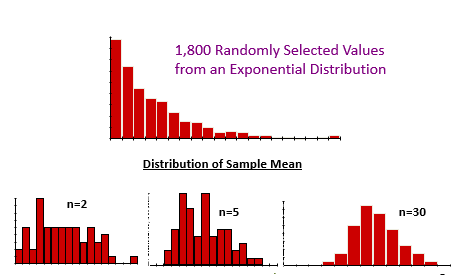 1,800 Randomly Selected Values
from an Exponential Distribution
Distribution of Sample Mean
n=2
n=5
n=30